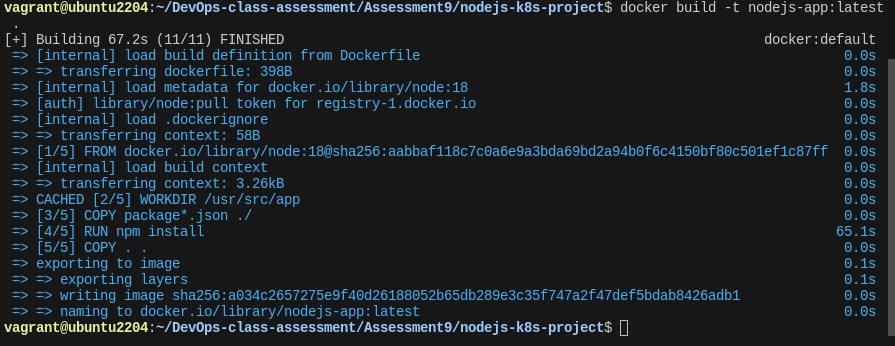 vagrant@ubuntu2204:~/DevOps-class-assessment/Assessment9/nodejs-k8s-project$ docker build -t nodejs-app:latest
.
[+] Building 67.2s (11/11) FINISHED docker:default
=> [internal] load build definition from Dockerfile 0.0s
=> => transferring dockerfile: 398B 0.0s
=> [internal] load metadata for docker.io/library/node:18 1.8s
=> [auth] library/node:pull token for registry-1.docker.io 0.0s
=> [internal] load .dockerignore 0.0s
=> => transferring context: 58B 0.0s
=> [1/5] FROM docker.io/library/node:18@sha256:aabbaf118c7c0a6e9a3bda69bd2a94b0f6c4150bf80c501ef1c87ff 0.0s
=> [internal] load build context 0.0s
=> => transferring context: 3.26kB 0.0s
=> CACHED [2/5] WORKDIR /usr/src/app 0.0s
=> [3/5] COPY package*.json ./ 0.0s
=> [4/5] RUN npm install 65.1s
=> [5/5] COPY . . 0.0s
=> exporting to image 0.1s
=> => exporting layers 0.1s
=> => writing image sha256:a034c2657275e9f40d26188052b65db289e3c35f747a2f47def5bdab8426adb1 0.0s
=> => naming to docker.io/library/nodejs-app:latest 0.0s
vagrant@ubuntu2204:~/DevOps-class-assessment/Assessment9/nodejs-k8s-project$